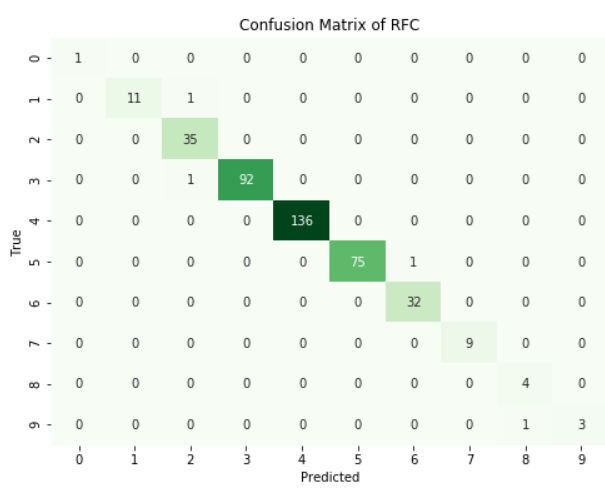 Confusion Matrix of RFC
0 1 0 0 0 0 0 0 0 0 0
1 0 11 1 0 0 0 0 0 0 0
2 0 0 35 0 0 0 0 0 0 0
3 0 0 1 92 0 0 0 0 0 0
4 0 0 0 0 136 0 0 0 0 0
5 0 0 0 0 0 75 1 0 0 0
6 0 0 0 0 0 0 32 0 0 0
7 0 0 0 0 0 0 0 9 0 0
8 0 0 0 0 0 0 0 0 4 0
9 0 0 0 0 0 0 0 0 1 3
True
0 1 2 3 4 5 6 7 8 9
Predicted